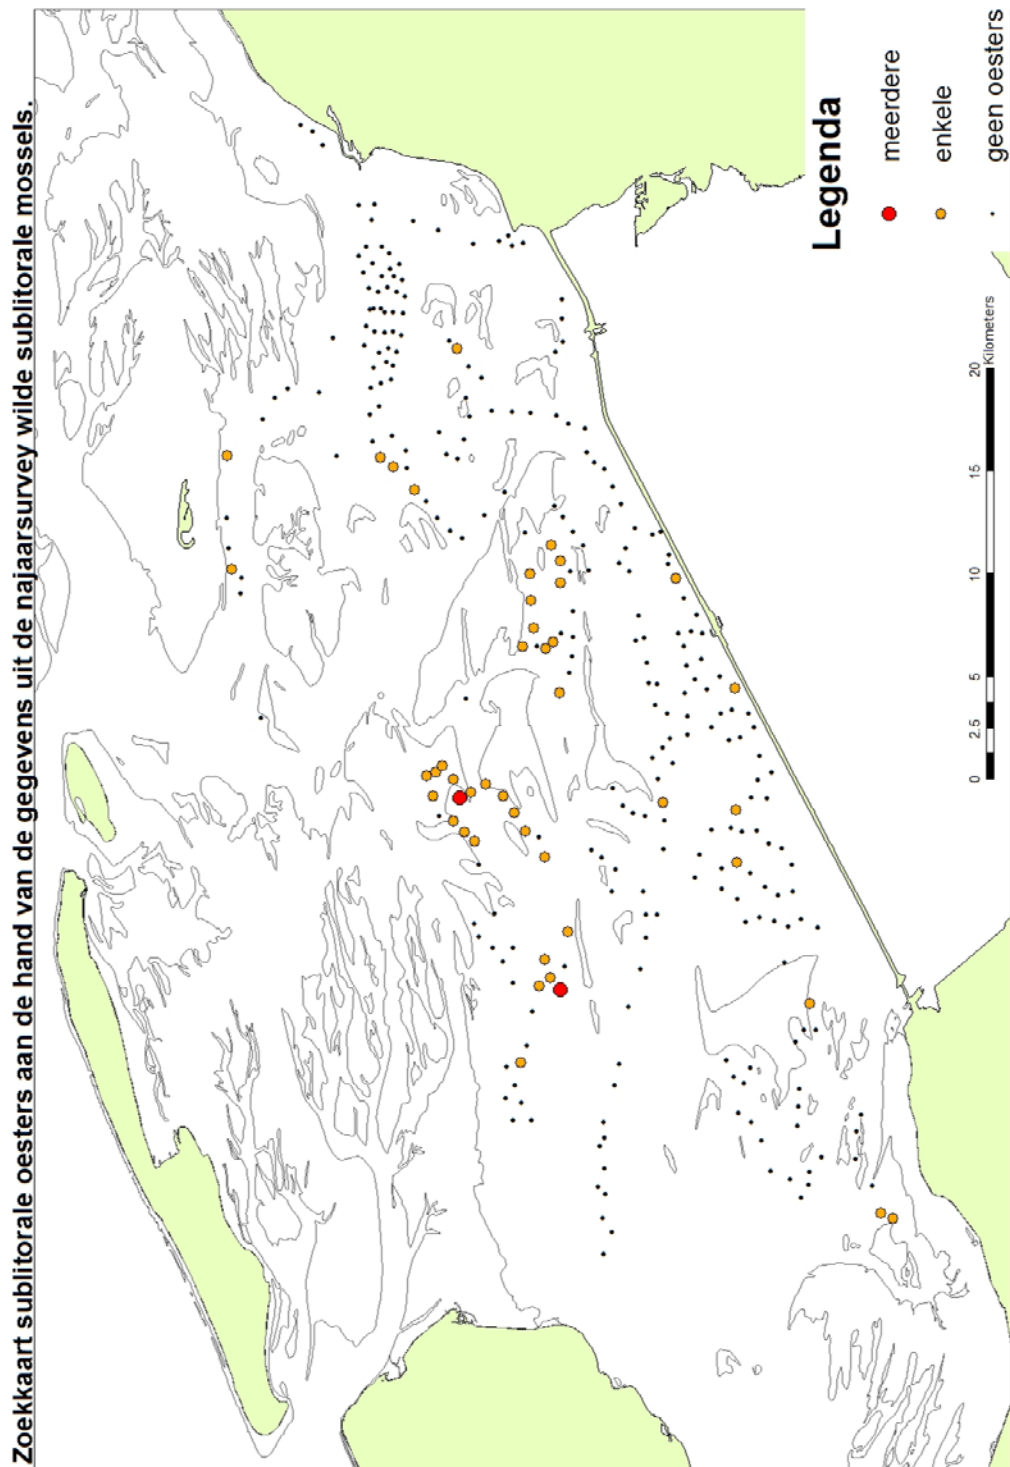 Zoekkaart sublitorale oesters aan de hand van de gegevens uit de najaarsurvey wilde sublitorale mossels.
Legenda
meerdere
enkele
geen oesters
0 2.5 5 10 15 20
Kilometers